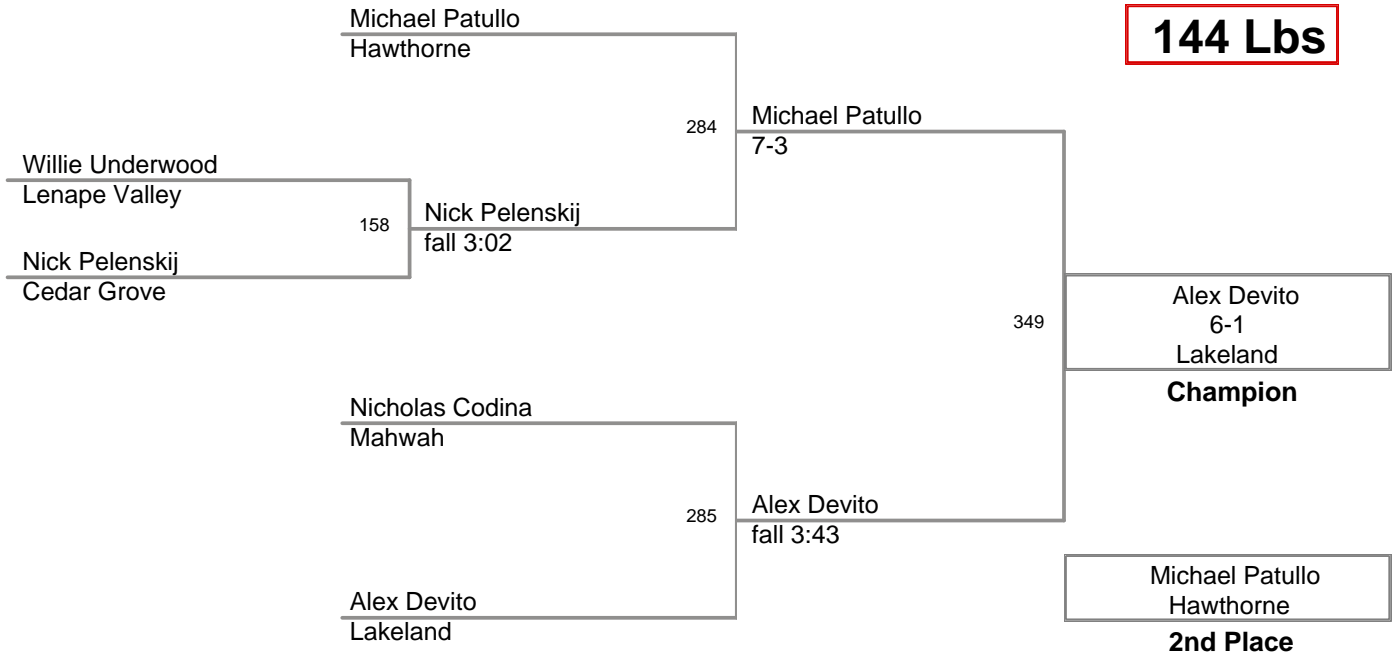 Michael Patullo
Hawthorne
144 Lbs
284
Michael Patullo
7-3
Willie Underwood
Lenape Valley
158
Nick Pelenskij
fall 3:02
Nick Pelenskij
Cedar Grove
349
Alex Devito
6-1
Lakeland
Champion
Nicholas Codina
Mahwah
285
Alex Devito
fall 3:43
Alex Devito
Lakeland
Michael Patullo
Hawthorne
2nd Place